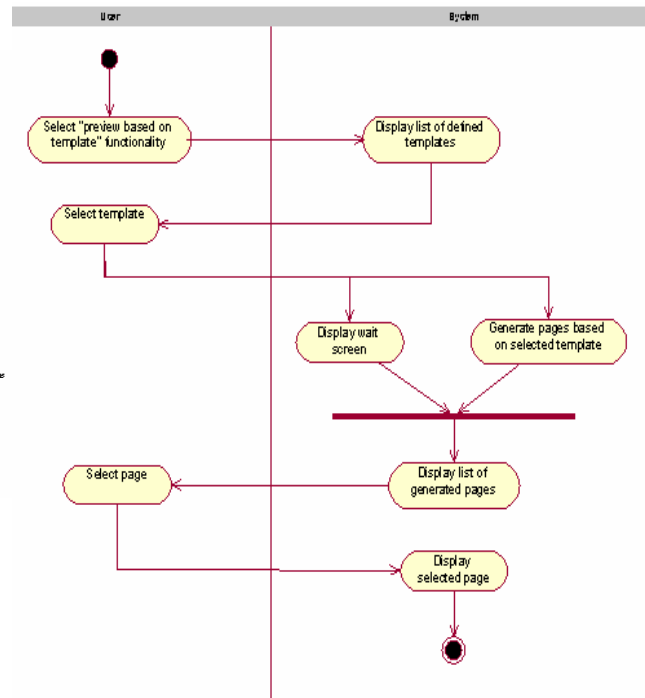 User
System
Select "preview based on
template" functionality
Display list of defined
templates
Select template
Display wait
screen
Generate pages based
on selected template
Select page
Display list of
generated pages
Display
selected page